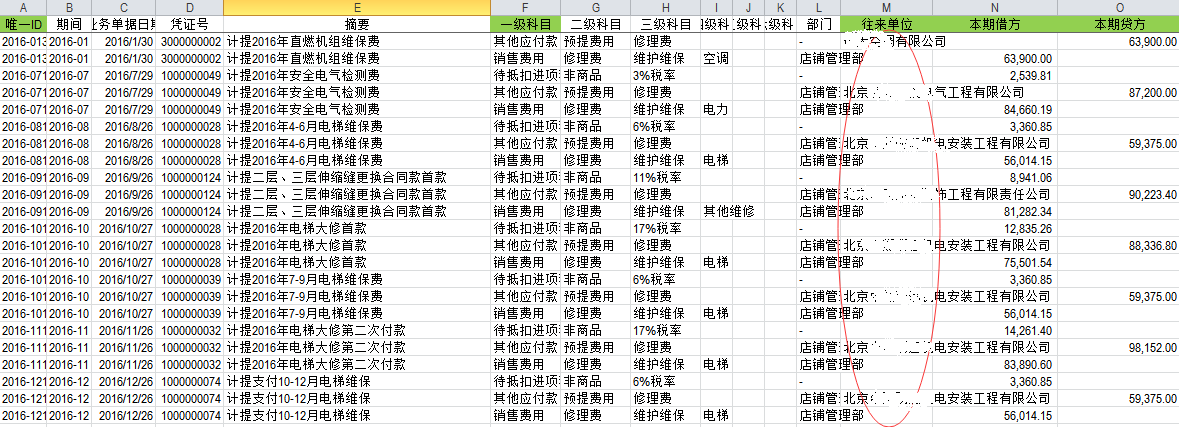 A B C D E F G H I J K L M N O
唯一ID 期间 业务单据日期 凭证号 摘要 一级科目 二级科目 三级科目 四级科 级科 级科 部门 往来单位 本期借方 本期贷方
2016-013 2016-01 2016/1/30 3000000002 计提2016年直燃机组维保费 其他应付款 预提费用 修理费 - 有限公司 63,900.00
2016-013 2016-01 2016/1/30 3000000002 计提2016年直燃机组维保费 销售费用 修理费 维护维保 空调 店铺管理部 63,900.00
2016-071 2016-07 2016/7/29 1000000049 计提2016年安全电气检测费 待抵扣进项 非商品 3%税率 - 2,539.81
2016-071 2016-07 2016/7/29 1000000049 计提2016年安全电气检测费 其他应付款 预提费用 修理费 店铺管 北京 电气工程有限公司 87,200.00
2016-071 2016-07 2016/7/29 1000000049 计提2016年安全电气检测费 销售费用 修理费 维护维保 电力 店铺管理部 84,660.19
2016-081 2016-08 2016/8/26 1000000028 计提2016年4-6月电梯维保费 待抵扣进项 非商品 6%税率 - 3,360.85
2016-081 2016-08 2016/8/26 1000000028 计提2016年4-6月电梯维保费 其他应付款 预提费用 修理费 店铺管 北京 电安装工程有限公司 59,375.00
2016-081 2016-08 2016/8/26 1000000028 计提2016年4-6月电梯维保费 销售费用 修理费 维护维保 电梯 店铺管理部 56,014.15
2016-091 2016-09 2016/9/26 1000000124 计提二层、三层伸缩缝更换合同款首款 待抵扣进项 非商品 11%税率 - 8,941.06
2016-091 2016-09 2016/9/26 1000000124 计提二层、三层伸缩缝更换合同款首款 其他应付款 预提费用 修理费 店铺管 北京 饰工程有限责任公司 90,223.40
2016-091 2016-09 2016/9/26 1000000124 计提二层、三层伸缩缝更换合同款首款 销售费用 修理费 维护维保 其他维修 店铺管理部 81,282.34
2016-101 2016-10 2016/10/27 1000000028 计提2016年电梯大修首款 待抵扣进项 非商品 17%税率 - 12,835.26
2016-101 2016-10 2016/10/27 1000000028 计提2016年电梯大修首款 其他应付款 预提费用 修理费 店铺管 北京 电安装工程有限公司 88,336.80
2016-101 2016-10 2016/10/27 1000000028 计提2016年电梯大修首款 销售费用 修理费 维护维保 电梯 店铺管理部 75,501.54
2016-101 2016-10 2016/10/27 1000000039 计提2016年7-9月电梯维保费 待抵扣进项 非商品 6%税率 - 3,360.85
2016-101 2016-10 2016/10/27 1000000039 计提2016年7-9月电梯维保费 其他应付款 预提费用 修理费 店铺管 北京 电安装工程有限公司 59,375.00
2016-101 2016-10 2016/10/27 1000000039 计提2016年7-9月电梯维保费 销售费用 修理费 维护维保 电梯 店铺管理部 56,014.15
2016-111 2016-11 2016/11/26 1000000032 计提2016年电梯大修第二次付款 待抵扣进项 非商品 17%税率 - 14,261.40
2016-111 2016-11 2016/11/26 1000000032 计提2016年电梯大修第二次付款 其他应付款 预提费用 修理费 店铺管 北京 电安装工程有限公司 98,152.00
2016-111 2016-11 2016/11/26 1000000032 计提2016年电梯大修第二次付款 销售费用 修理费 维护维保 电梯 店铺管理部 83,890.60
2016-121 2016-12 2016/12/26 1000000074 计提支付10-12月电梯维保 待抵扣进项 非商品 6%税率 - 3,360.85
2016-121 2016-12 2016/12/26 1000000074 计提支付10-12月电梯维保 其他应付款 预提费用 修理费 店铺管 北京 电安装工程有限公司 59,375.00
2016-121 2016-12 2016/12/26 1000000074 计提支付10-12月电梯维保 销售费用 修理费 维护维保 电梯 店铺管理部 56,014.15